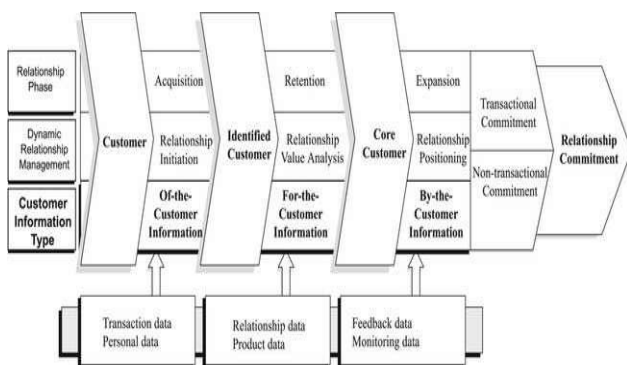 Relationship
Phase
Acquisition
Retention
Expansion
Dynamic
Relationship
Management
Customer
Relationship
Initiation
Identified
Customer
Relationship
Value Analysis
Core
Customer
Relationship
Positioning
Transactional
Commitment
Non-transactional
Commitment
Relationship
Commitment
Customer
Information
Type
Of-the-
Customer
Information
For-the-
Customer
Information
By-the-
Customer
Information
Transaction data
Personal data
Relationship data
Product data
Feedback data
Monitoring data